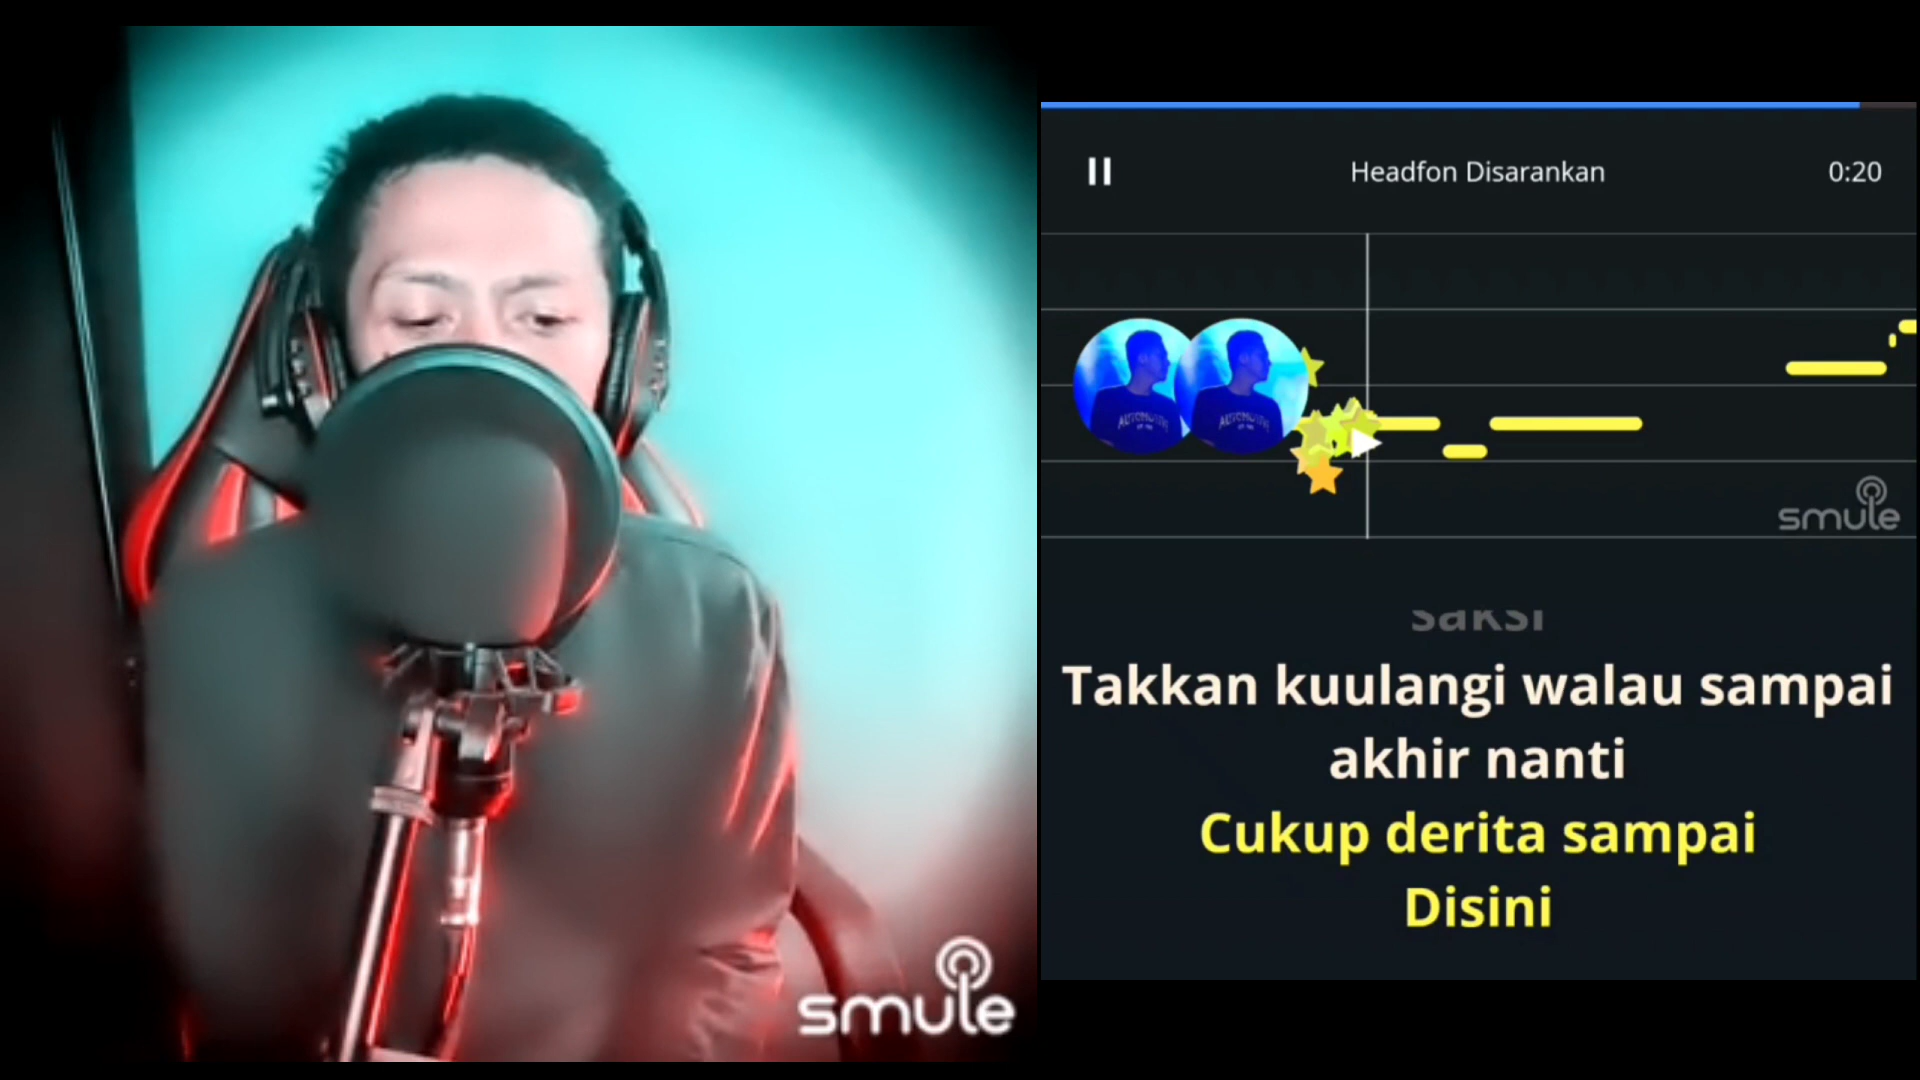 Headfon Disarankan
0:20
smule
saksi
Takkan kuulangi walau sampai
akhir nanti
Cukup derita sampai
Disini
smule